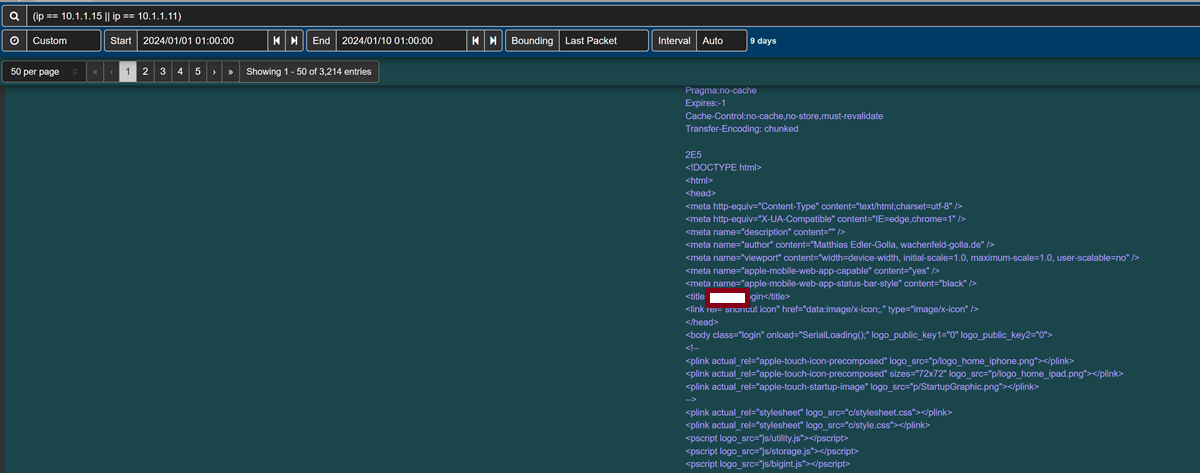 (ip == 10.1.1.15 || ip == 10.1.1.11)
Custom Start 2024/01/01 01:00:00 End 2024/01/10 01:00:00 Bounding Last Packet Interval Auto 9 days
50 per page « ‹ 1 2 3 4 5 › » Showing 1 - 50 of 3,214 entries
Pragma:no-cache
Expires:-1
Cache-Control:no-cache,no-store,must-revalidate
Transfer-Encoding: chunked
2E5
<!DOCTYPE html>
<html>
<head>
<meta http-equiv="Content-Type" content="text/html;charset=utf-8" />
<meta http-equiv="X-UA-Compatible" content="IE=edge,chrome=1" />
<meta name="description" content="" />
<meta name="author" content="Matthias Edler-Golla, wachenfeld-golla.de" />
<meta name="viewport" content="width=device-width, initial-scale=1.0, maximum-scale=1.0, user-scalable=no" />
<meta name="apple-mobile-web-app-capable" content="yes" />
<meta name="apple-mobile-web-app-status-bar-style" content="black" />
<title gin</title>
<link rel="shortcut icon" href="data:image/x-icon;," type="image/x-icon" />
</head>
<body class="login" onload="SerialLoading();" logo_public_key1="0" logo_public_key2="0">
<!--
<plink actual_rel="apple-touch-icon-precomposed" logo_src="p/logo_home_iphone.png"></plink>
<plink actual_rel="apple-touch-icon-precomposed" sizes="72x72" logo_src="p/logo_home_ipad.png"></plink>
<plink actual_rel="apple-touch-startup-image" logo_src="p/StartupGraphic.png"></plink>
-->
<plink actual_rel="stylesheet" logo_src="c/stylesheet.css"></plink>
<plink actual_rel="stylesheet" logo_src="c/style.css"></plink>
<pscript logo_src="js/utility.js"></pscript>
<pscript logo_src="js/storage.js"></pscript>
<pscript logo_src="js/bigint.js"></pscript>